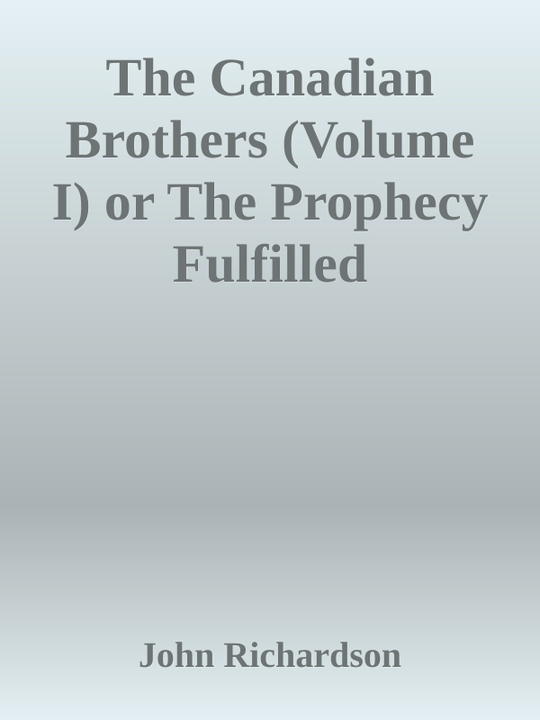 The Canadian
Brothers (Volume
I) or The Prophecy
Fulfilled
John Richardson